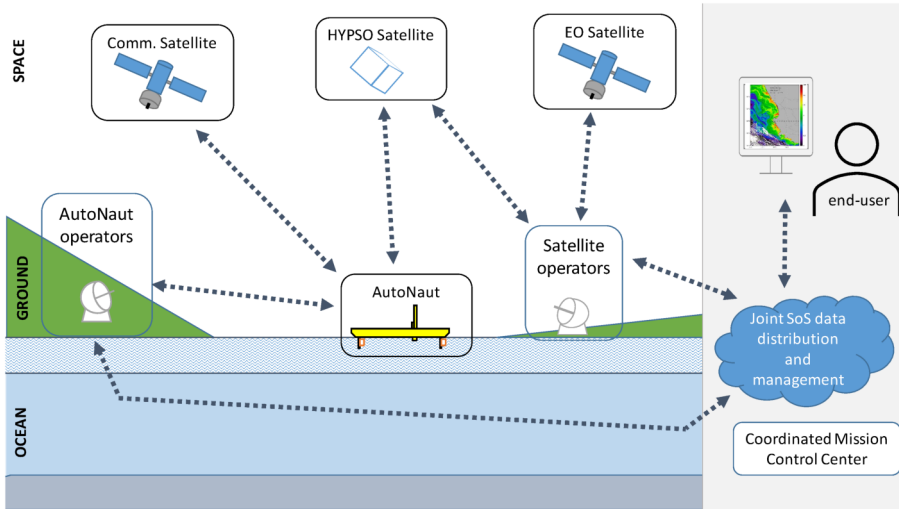 SPACE
Comm. Satellite
HYPSO Satellite
EO Satellite
end-user
GROUND
AutoNaut
operators
Satellite
operators
AutoNaut
Joint SoS data
distribution
and
management
OCEAN
Coordinated Mission
Control Center